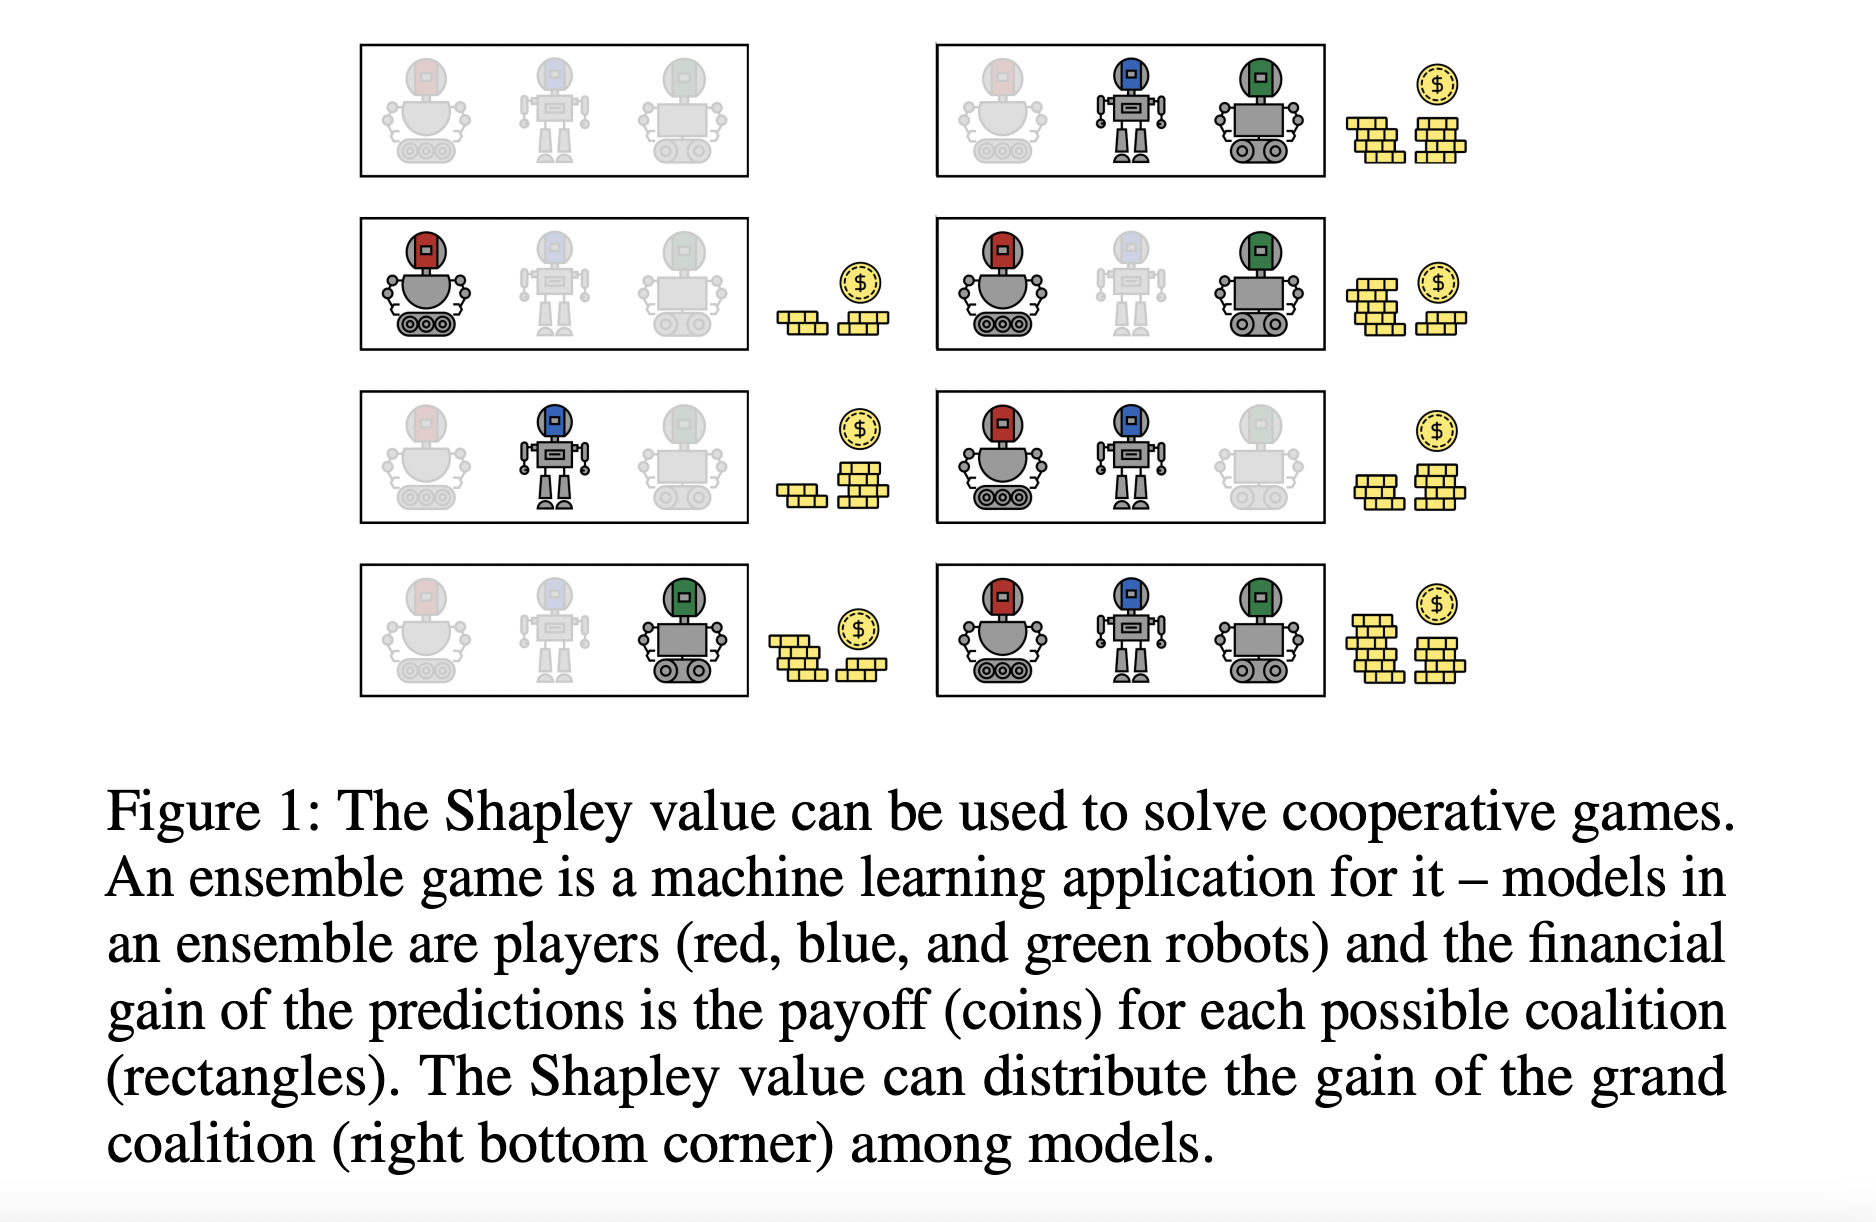 $
$
$
$
$
$
$
Figure 1: The Shapley value can be used to solve cooperative games.
An ensemble game is a machine learning application for it – models in
an ensemble are players (red, blue, and green robots) and the financial
gain of the predictions is the payoff (coins) for each possible coalition
(rectangles). The Shapley value can distribute the gain of the grand
coalition (right bottom corner) among models.